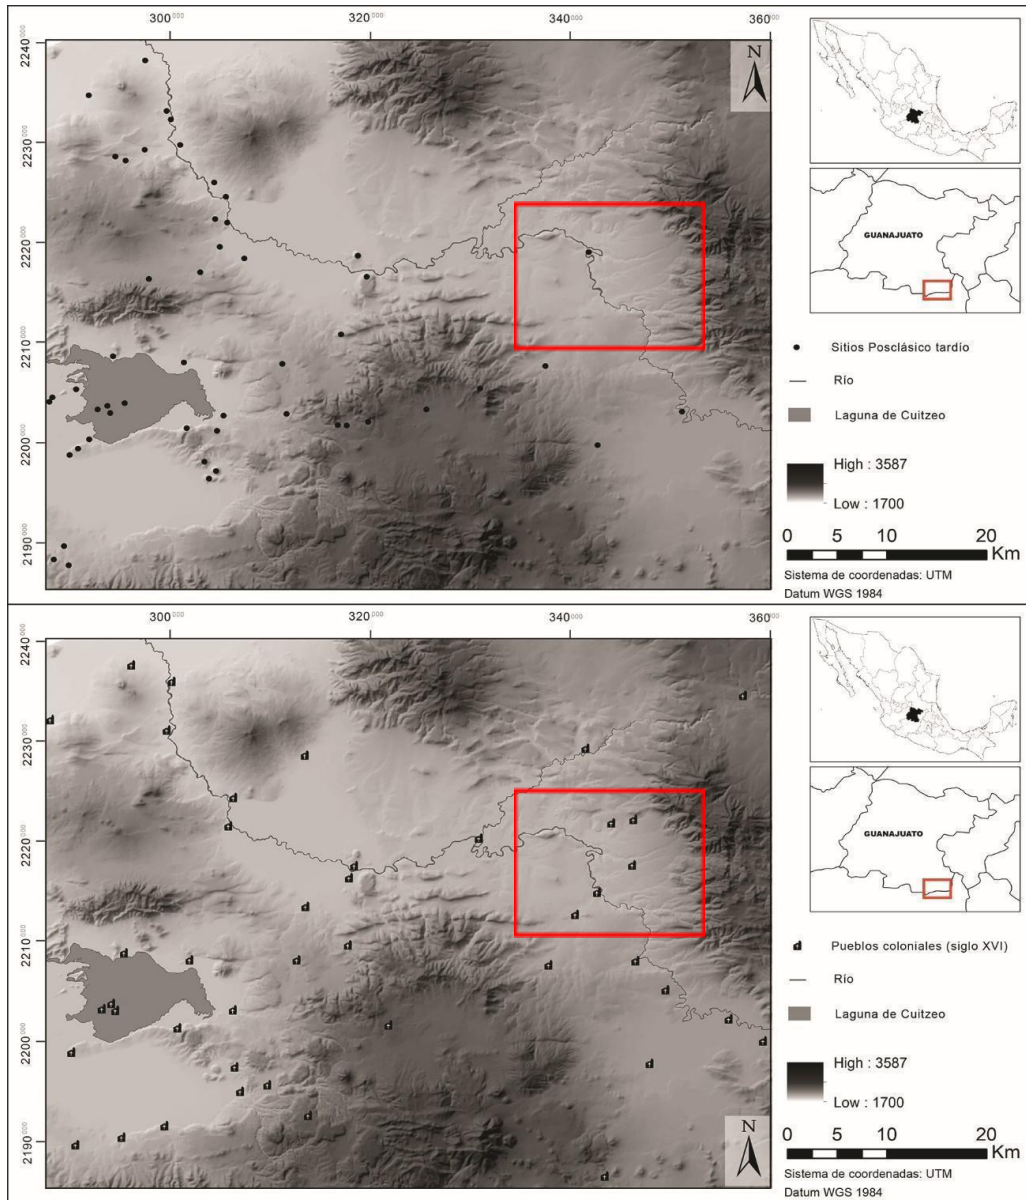 300000 320000 340000 360000
2240000
2230000
2220000
2210000
2200000
2190000
N
GUANAJUATO
Sitios Posclásico tardío
Río
Laguna de Cuitzeo
High : 3587
Low : 1700
0 10 20 Km
Sistema de coordenadas: UTM
Datum WGS 1984
300000 320000 340000 360000
2240000
2230000
2220000
2210000
2200000
2190000
N
GUANAJUATO
Pueblos coloniales (siglo XVI)
Río
Laguna de Cuitzeo
High : 3587
Low : 1700
0 10 20 Km
Sistema de coordenadas: UTM
Datum WGS 1984